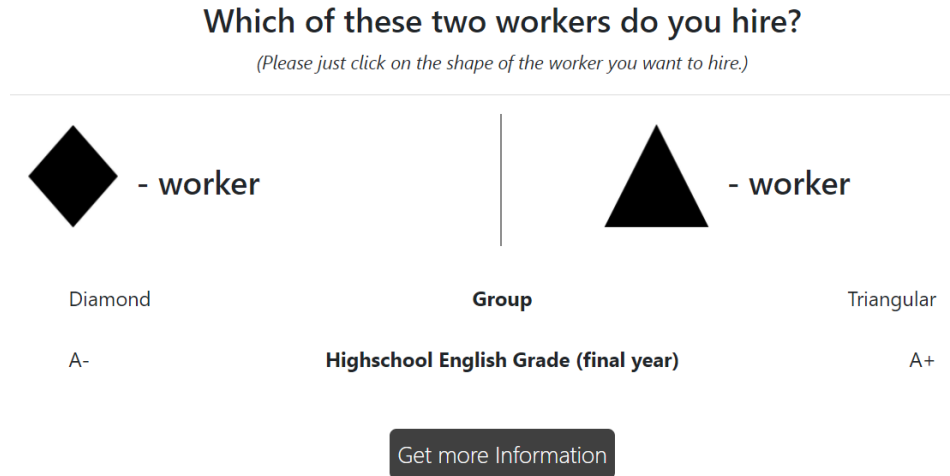 Which of these two workers do you hire?
(Please just click on the shape of the worker you want to hire.)
- worker - worker
Diamond Group Triangular
A- Highschool English Grade (final year) A+
Get more Information